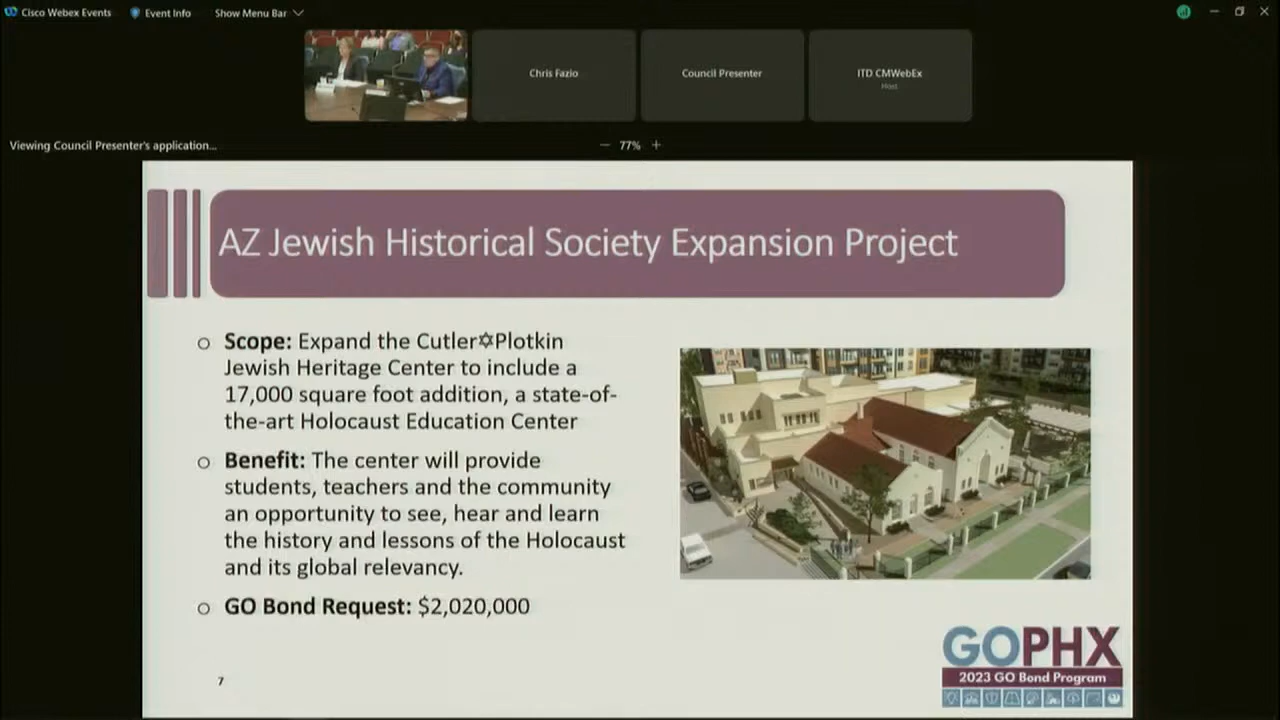 Cisco Webex Events Event Info Show Menu Bar
Chris Fazio
Council Presenter
ITD CMWebEx
Host
Viewing Council Presenter's application...
77%
AZ Jewish Historical Society Expansion Project
Scope: Expand the Cutler✡Plotkin
Jewish Heritage Center to include a
17,000 square foot addition, a state-of-
the-art Holocaust Education Center
Benefit: The center will provide
students, teachers and the community
an opportunity to see, hear and learn
the history and lessons of the Holocaust
and its global relevancy.
GO Bond Request: $2,020,000
7
GOPHX
2023 GO Bond Program